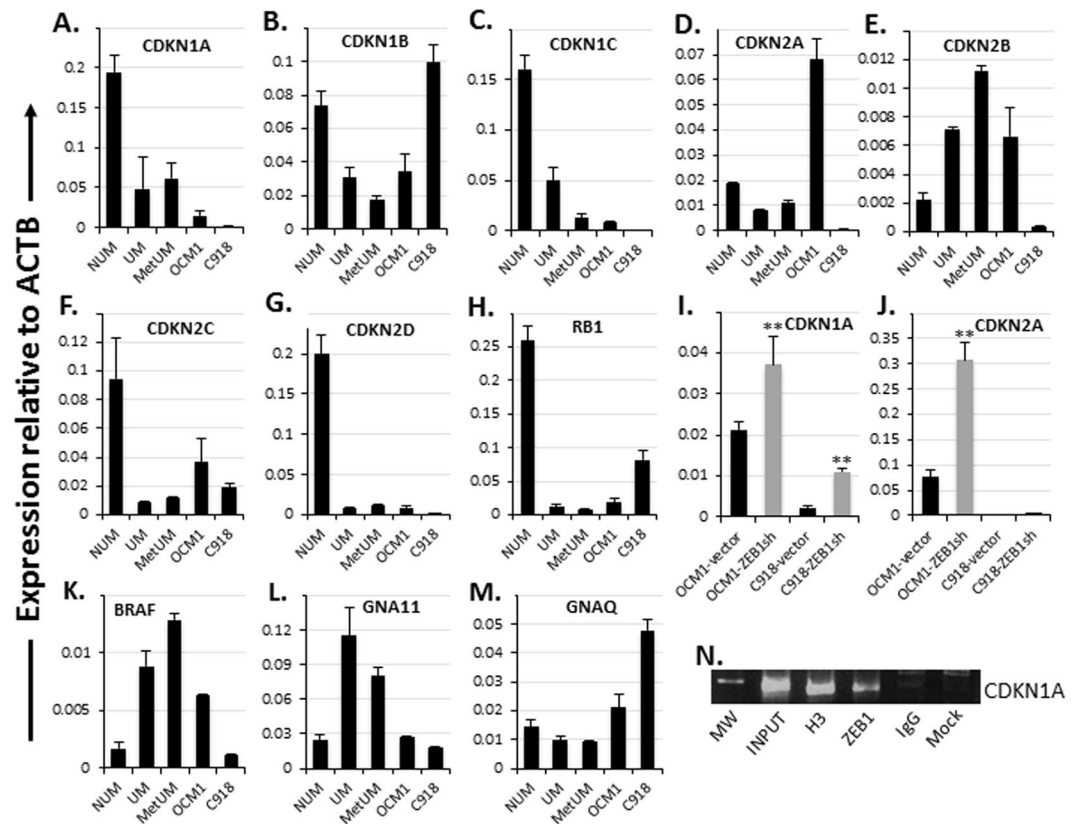 Expression relative to ACTB
A.
CDKN1A
0.2
0.15
0.1
0.05
0
NUM
UM
MetUM
OCM1
C918
B.
CDKN1B
0.12
0.1
0.08
0.06
0.04
0.02
0
NUM
UM
MetUM
OCM1
C918
C.
CDKN1C
0.15
0.1
0.05
0
NUM
UM
MetUM
OCM1
C918
D.
CDKN2A
0.07
0.06
0.05
0.04
0.03
0.02
0.01
0
NUM
UM
MetUM
OCM1
C918
E.
CDKN2B
0.012
0.01
0.008
0.006
0.004
0.002
0
NUM
UM
MetUM
OCM1
C918
F.
CDKN2C
0.12
0.1
0.08
0.06
0.04
0.02
0
NUM
UM
MetUM
OCM1
C918
G.
CDKN2D
0.2
0.15
0.1
0.05
0
NUM
UM
MetUM
OCM1
C918
H.
RB1
0.25
0.2
0.15
0.1
0.05
0
NUM
UM
MetUM
OCM1
C918
I.
CDKN1A
**
**
0.04
0.03
0.02
0.01
0
OCM1-vector
OCM1-ZEB1sh
C918-vector
C918-ZEB1sh
J.
CDKN2A
**
0.35
0.3
0.25
0.2
0.15
0.1
0.05
0
OCM1-vector
OCM1-ZEB1sh
C918-vector
C918-ZEB1sh
K.
BRAF
0.01
0.005
0
NUM
UM
MetUM
OCM1
C918
L.
GNA11
0.12
0.09
0.06
0.03
0
NUM
UM
MetUM
OCM1
C918
M.
GNAQ
0.05
0.04
0.03
0.02
0.01
0
NUM
UM
MetUM
OCM1
C918
N.
CDKN1A
MW
INPUT
H3
ZEB1
IgG
Mock